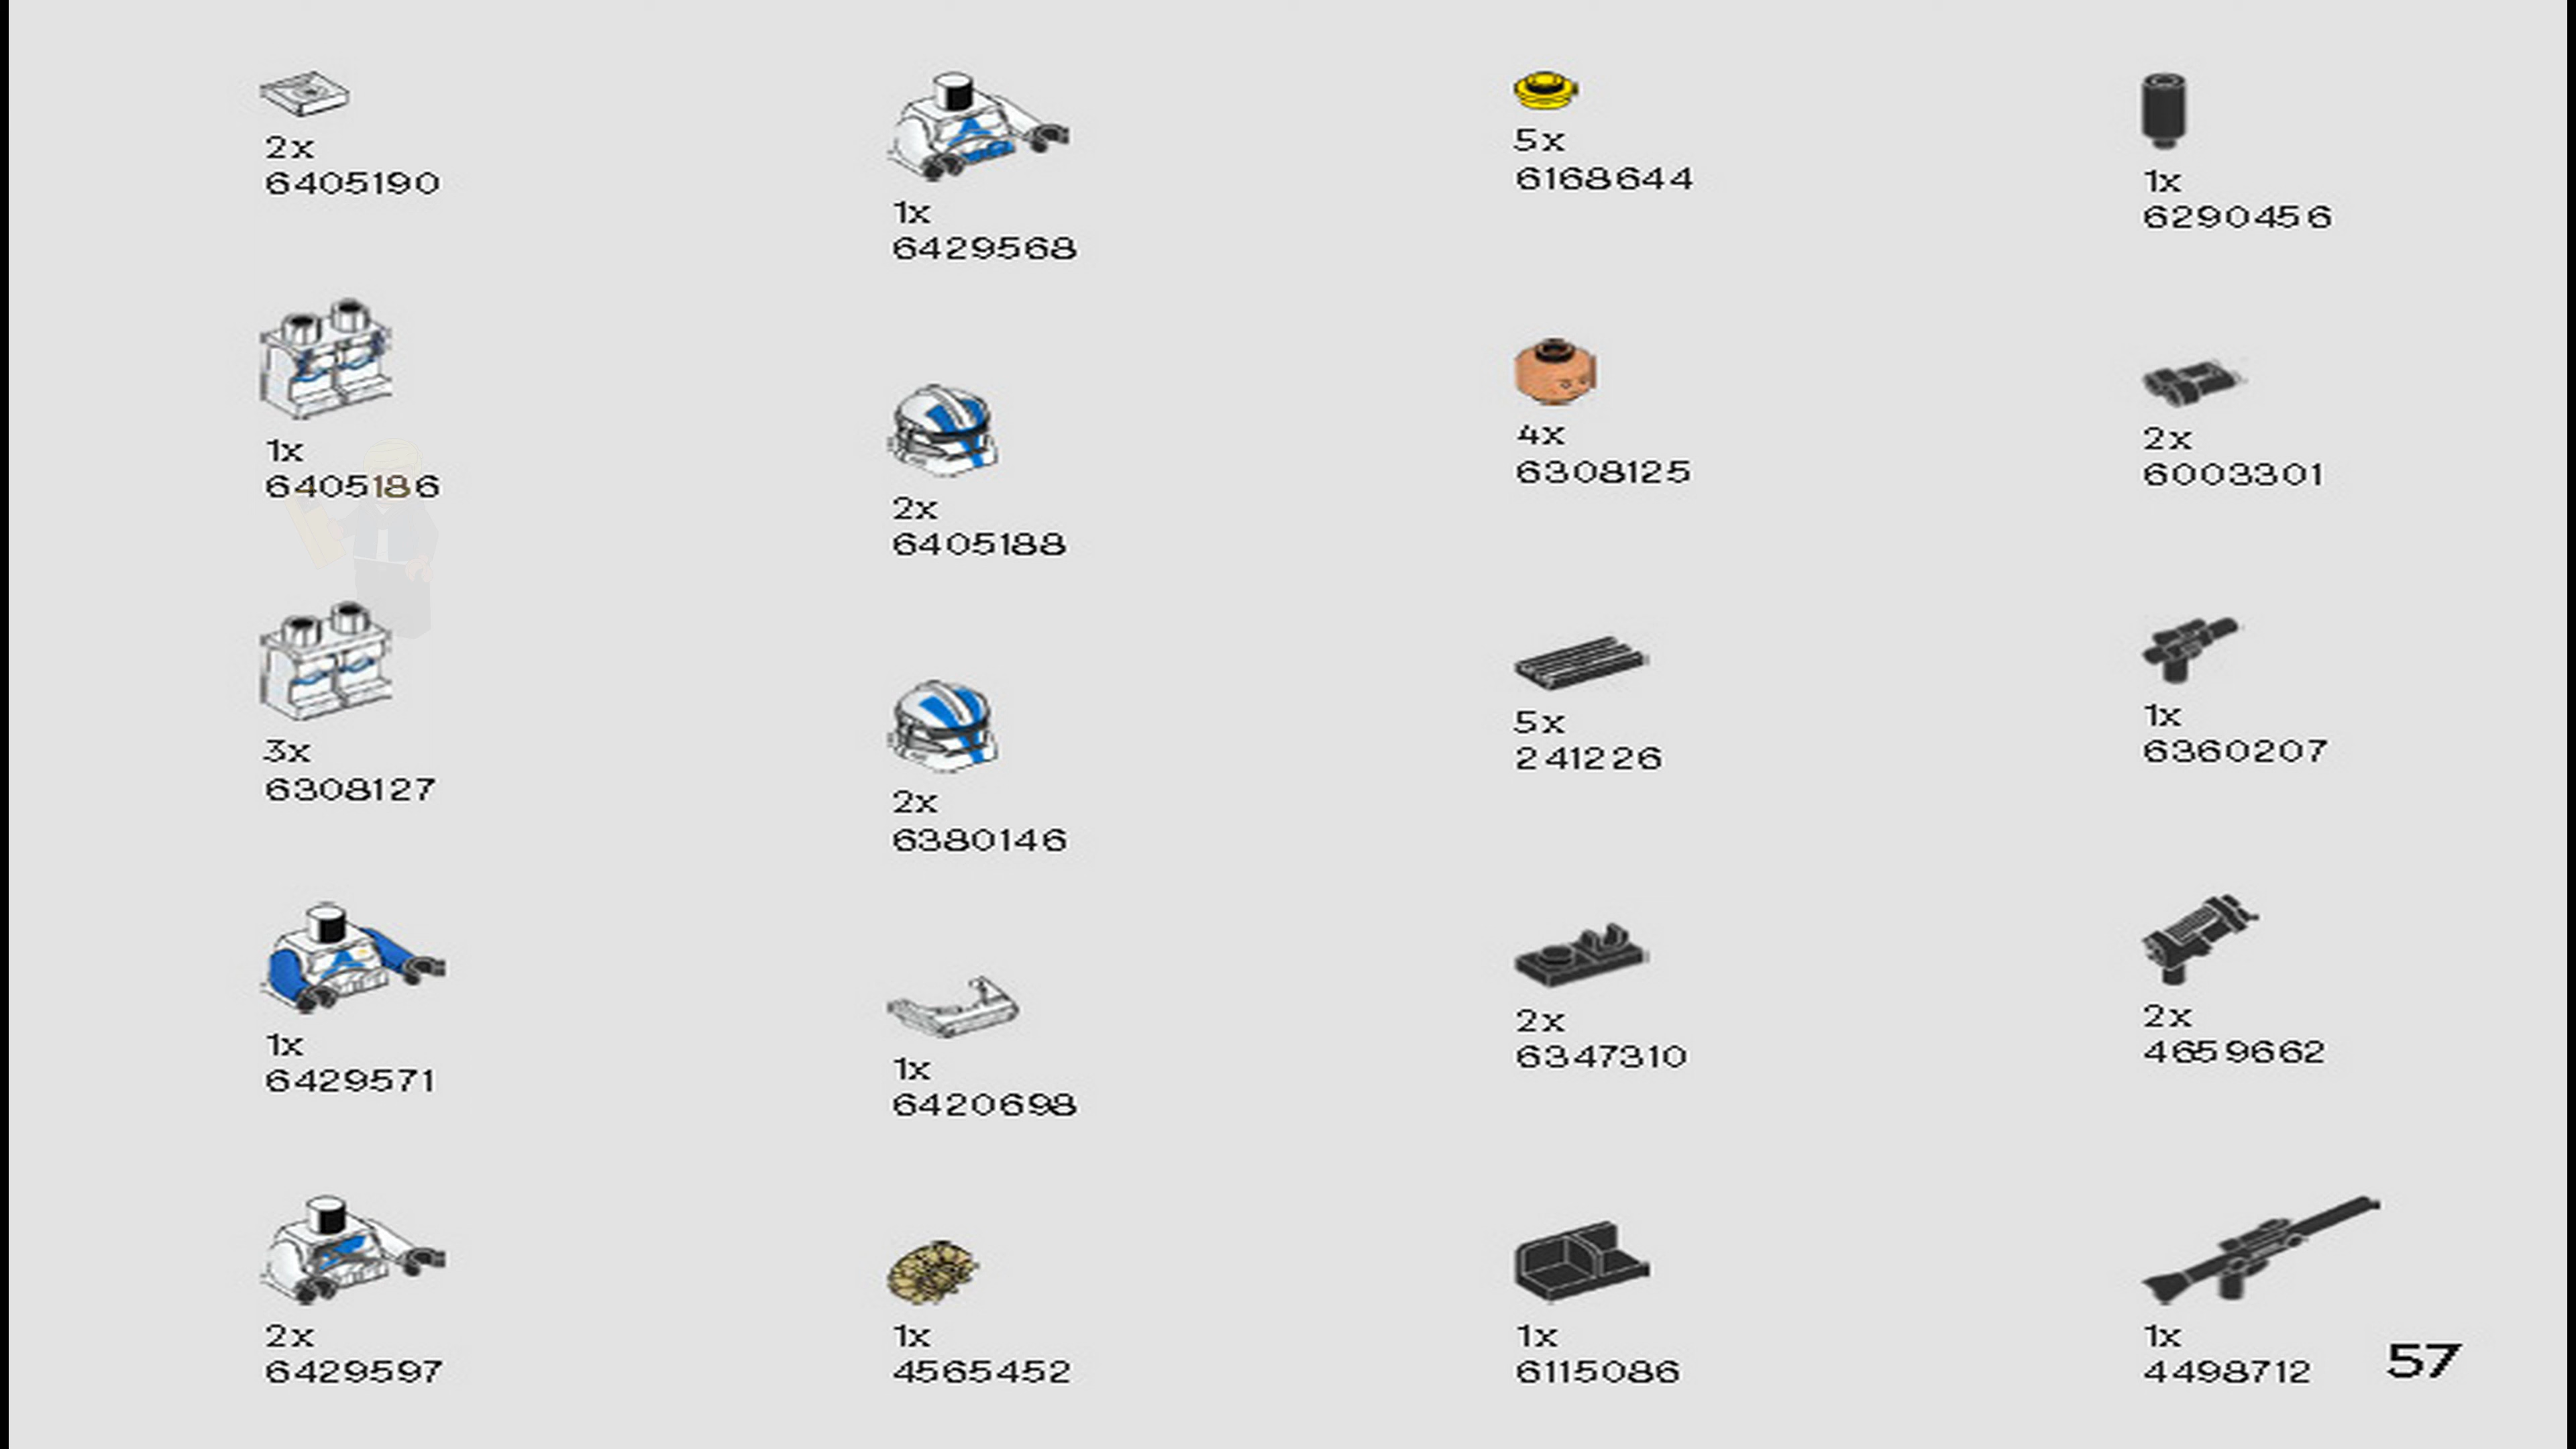 2x
6405190
1x
6405186
3x
6308127
1x
6429571
2x
6429597
1x
6429568
2x
6405188
2x
6380146
1x
6420698
1x
4565452
5x
6168644
4x
6308125
5x
241226
2x
6347310
1x
6115086
1x
6290456
2x
6003301
1x
6360207
2x
4659662
1x
4498712
57